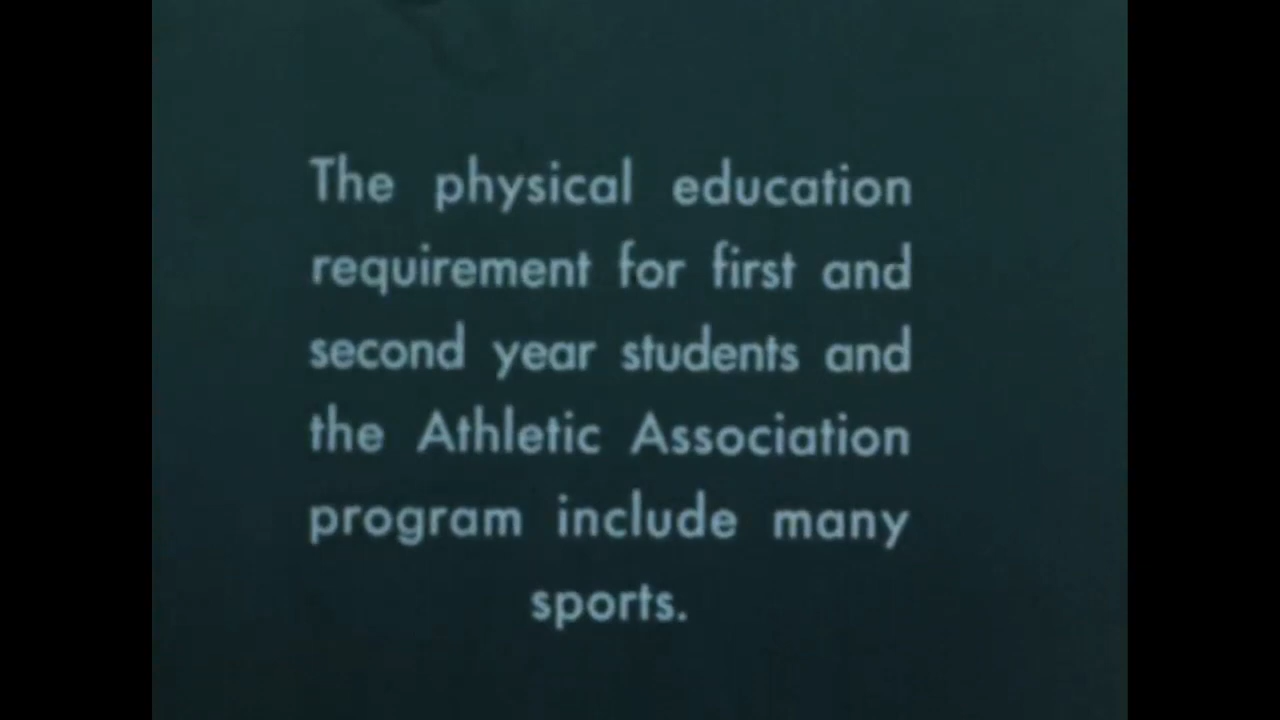 The physical education
requirement for first and
second year students and
the Athletic Association
program include many
sports.